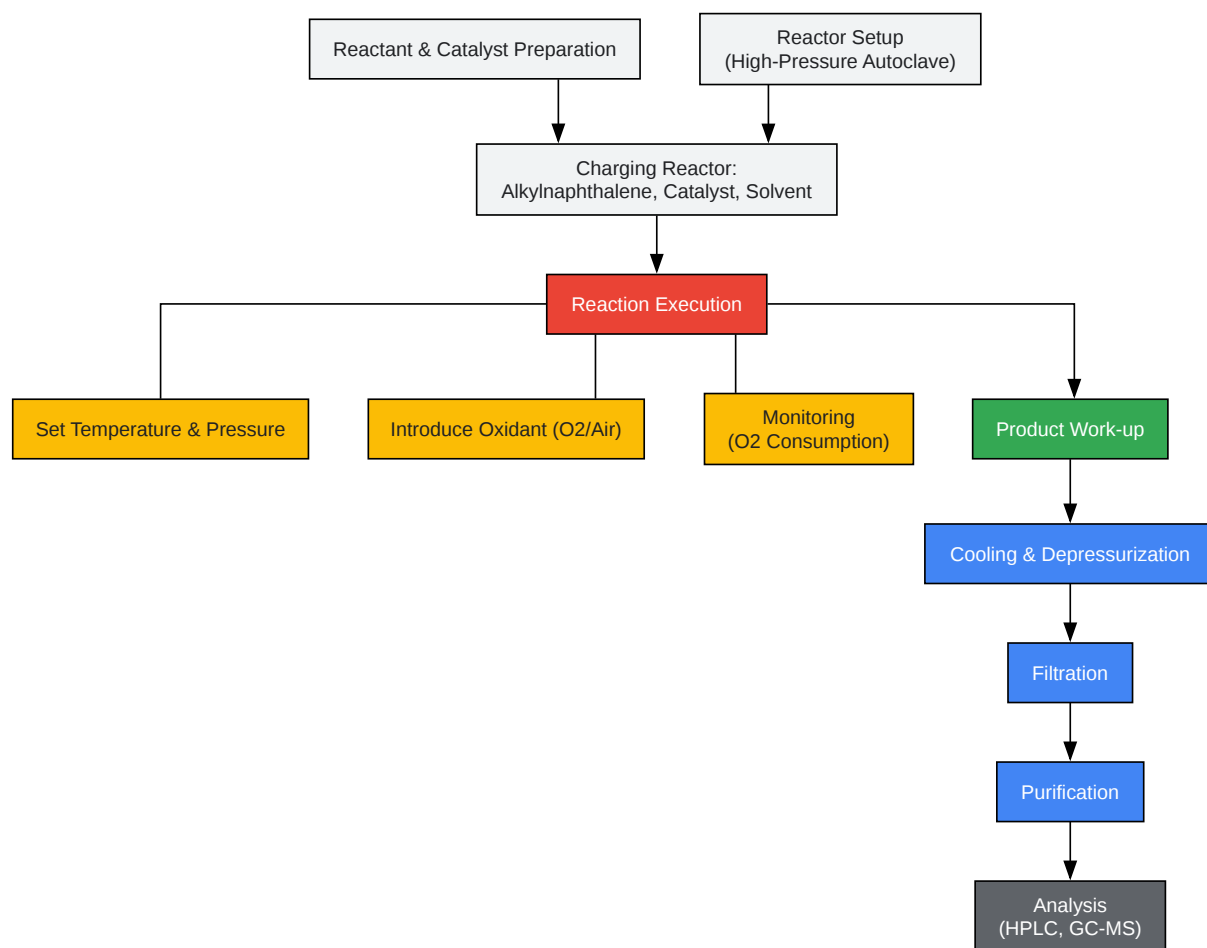 Reactant & Catalyst Preparation
Reactor Setup
(High-Pressure Autoclave)
Charging Reactor:
Alkylnaphthalene, Catalyst, Solvent
Reaction Execution
Set Temperature & Pressure
Introduce Oxidant (O2/Air)
Monitoring
(O2 Consumption)
Product Work-up
Cooling & Depressurization
Filtration
Purification
Analysis
(HPLC, GC-MS)